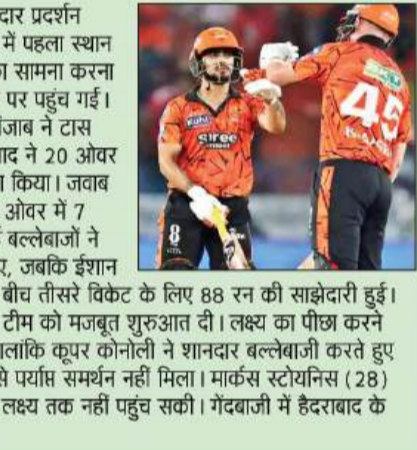 दार प्रदर्शन
में पहला स्थान
ा सामना करना
पर पहुंच गई।
ंजाब ने टास
ाद ने 20 ओवर
ा किया। जवाब
ओवर में 7
बल्लेबाजों ने
ए, जबकि ईशान
बीच तीसरे विकेट के लिए 88 रन की साझेदारी हुई।
टीम को मजबूत शुरुआत दी। लक्ष्य का पीछा करने
ालांकि कूपर कोनोली ने शानदार बल्लेबाजी करते हुए
से पर्याप्त समर्थन नहीं मिला। मार्कस स्टोयनिस (28)
लक्ष्य तक नहीं पहुंच सकी। गेंदबाजी में हैदराबाद के
Kuhl
Shree
8
45